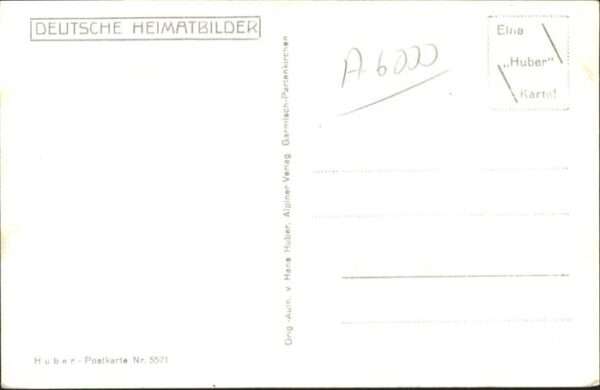 DEUTSCHE HEIMATBILDER
A 6000
Eine
"Huber"
Karte!
Orig.-Aufn. v. Hans Huber, Alpiner Verlag, Garmisch-Partenkirchen
Huber-Postkarte Nr. 5571